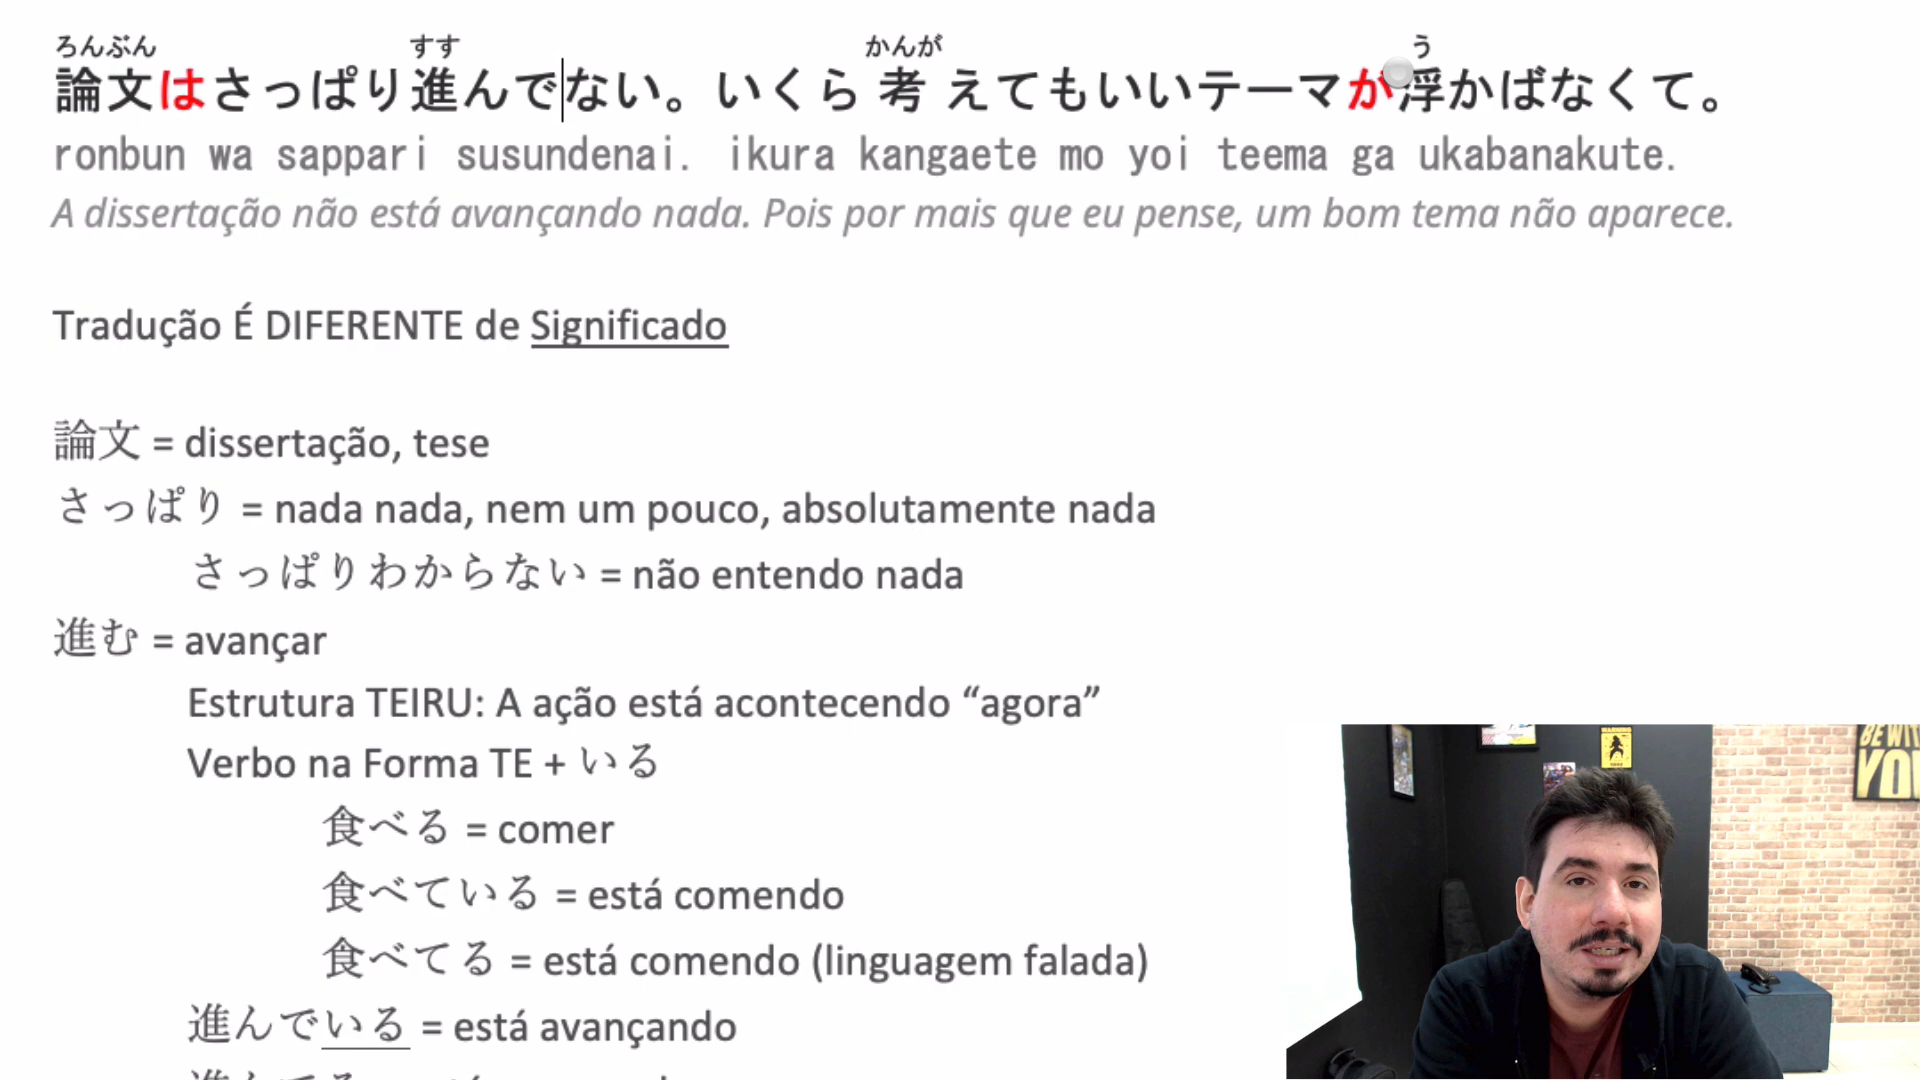 ろんぶん すす かんが う
論文はさっぱり進んでない。いくら考えてもいいテーマが浮かばなくて。
ronbun wa sappari susundenai. ikura kangaete mo yoi teema ga ukabanakute.
A dissertação não está avançando nada. Pois por mais que eu pense, um bom tema não aparece.
Tradução É DIFERENTE de Significado
論文 = dissertação, tese
さっぱり = nada nada, nem um pouco, absolutamente nada
さっぱりわからない = não entendo nada
進む = avançar
Estrutura TEIRU: A ação está acontecendo “agora”
Verbo na Forma TE + いる
食べる = comer
食べている = está comendo
食べてる = está comendo (linguagem falada)
進んでいる = está avançando
BE WIT
YOU